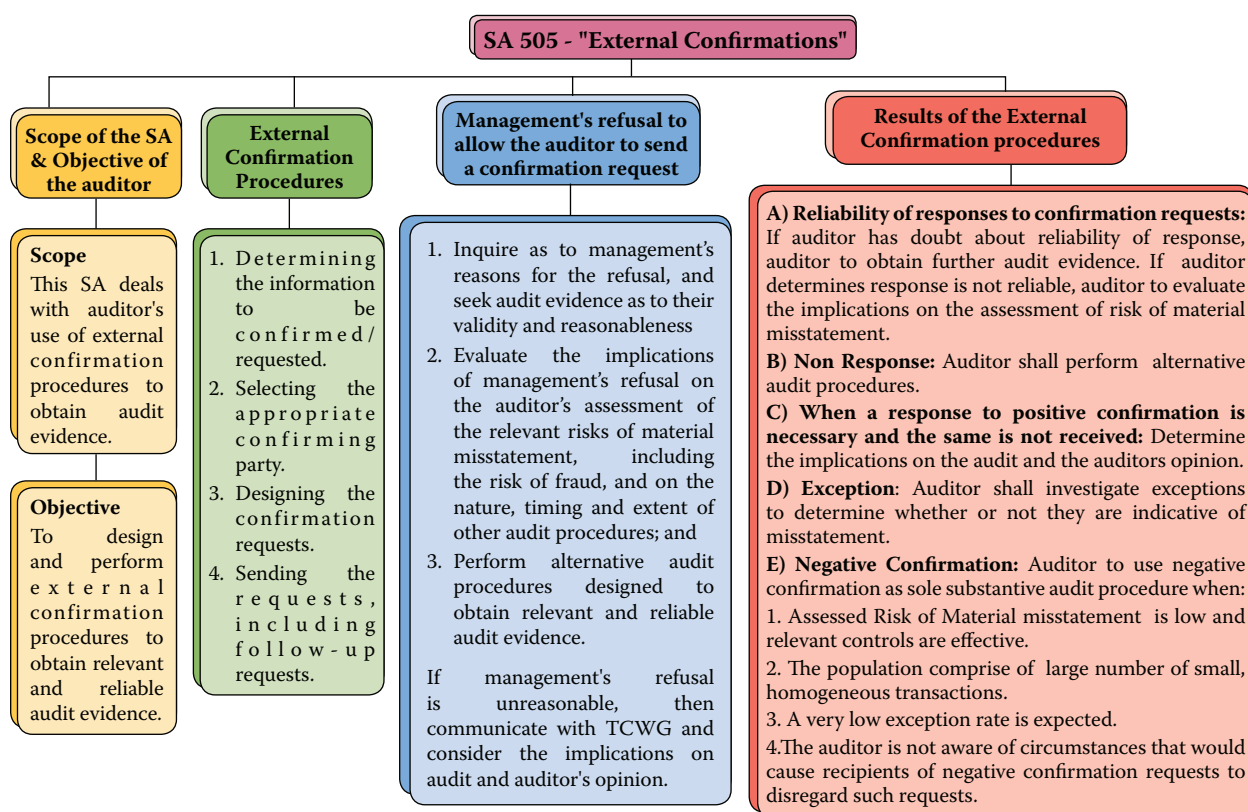 SA 505 - "External Confirmations"
Scope of the SA
& Objective of
the auditor
Scope
This SA deals
with auditor's
use of external
confirmation
procedures to
obtain audit
evidence.
Objective
To design
and perform
external
confirmation
procedures to
obtain relevant
and reliable
audit evidence.
External
Confirmation
Procedures
1. Determining
the information
to be
confirmed/
requested.
2. Selecting the
appropriate
confirming
party.
3. Designing the
confirmation
requests.
4. Sending the
requests,
including
follow-up
requests.
Management's refusal to
allow the auditor to send
a confirmation request
1. Inquire as to management's
reasons for the refusal, and
seek audit evidence as to their
validity and reasonableness
2. Evaluate the implications
of management's refusal on
the auditor's assessment of
the relevant risks of material
misstatement, including
the risk of fraud, and on the
nature, timing and extent of
other audit procedures; and
3. Perform alternative audit
procedures designed to
obtain relevant and reliable
audit evidence.
If management's refusal
is unreasonable, then
communicate with TCWG and
consider the implications on
audit and auditor's opinion.
Results of the External
Confirmation procedures
A) Reliability of responses to confirmation requests:
If auditor has doubt about reliability of response,
auditor to obtain further audit evidence. If auditor
determines response is not reliable, auditor to evaluate
the implications on the assessment of risk of material
misstatement.
B) Non Response: Auditor shall perform alternative
audit procedures.
C) When a response to positive confirmation is
necessary and the same is not received: Determine
the implications on the audit and the auditors opinion.
D) Exception: Auditor shall investigate exceptions
to determine whether or not they are indicative of
misstatement.
E) Negative Confirmation: Auditor to use negative
confirmation as sole substantive audit procedure when:
1. Assessed Risk of Material misstatement is low and
relevant controls are effective.
2. The population comprise of large number of small,
homogeneous transactions.
3. A very low exception rate is expected.
4.The auditor is not aware of circumstances that would
cause recipients of negative confirmation requests to
disregard such requests.